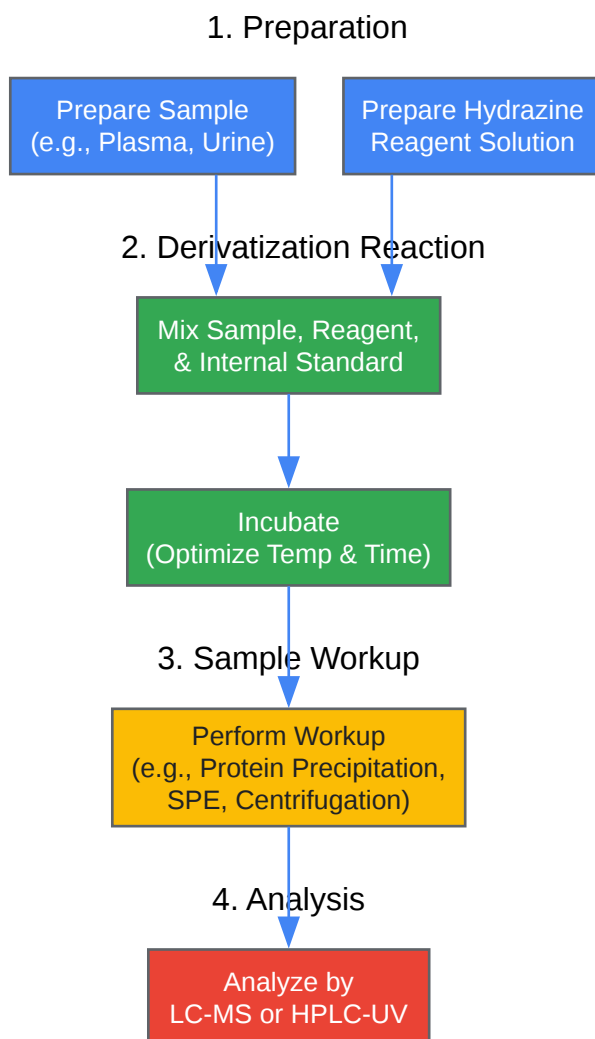 1. Preparation
Prepare Sample
(e.g., Plasma, Urine)
Prepare Hydrazine
Reagent Solution
2. Derivatization Reaction
Mix Sample, Reagent,
& Internal Standard
Incubate
(Optimize Temp & Time)
3. Sample Workup
Perform Workup
(e.g., Protein Precipitation,
SPE, Centrifugation)
4. Analysis
Analyze by
LC-MS or HPLC-UV